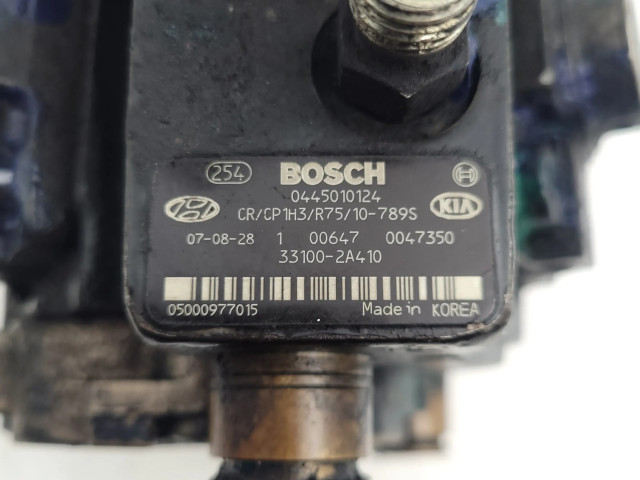 254 BOSCH
0445010124
CR/CP1H3/R75/10-789S
KIA
07-08-28 1 00647 0047350
33100-2A410
05000977015 Made in KOREA